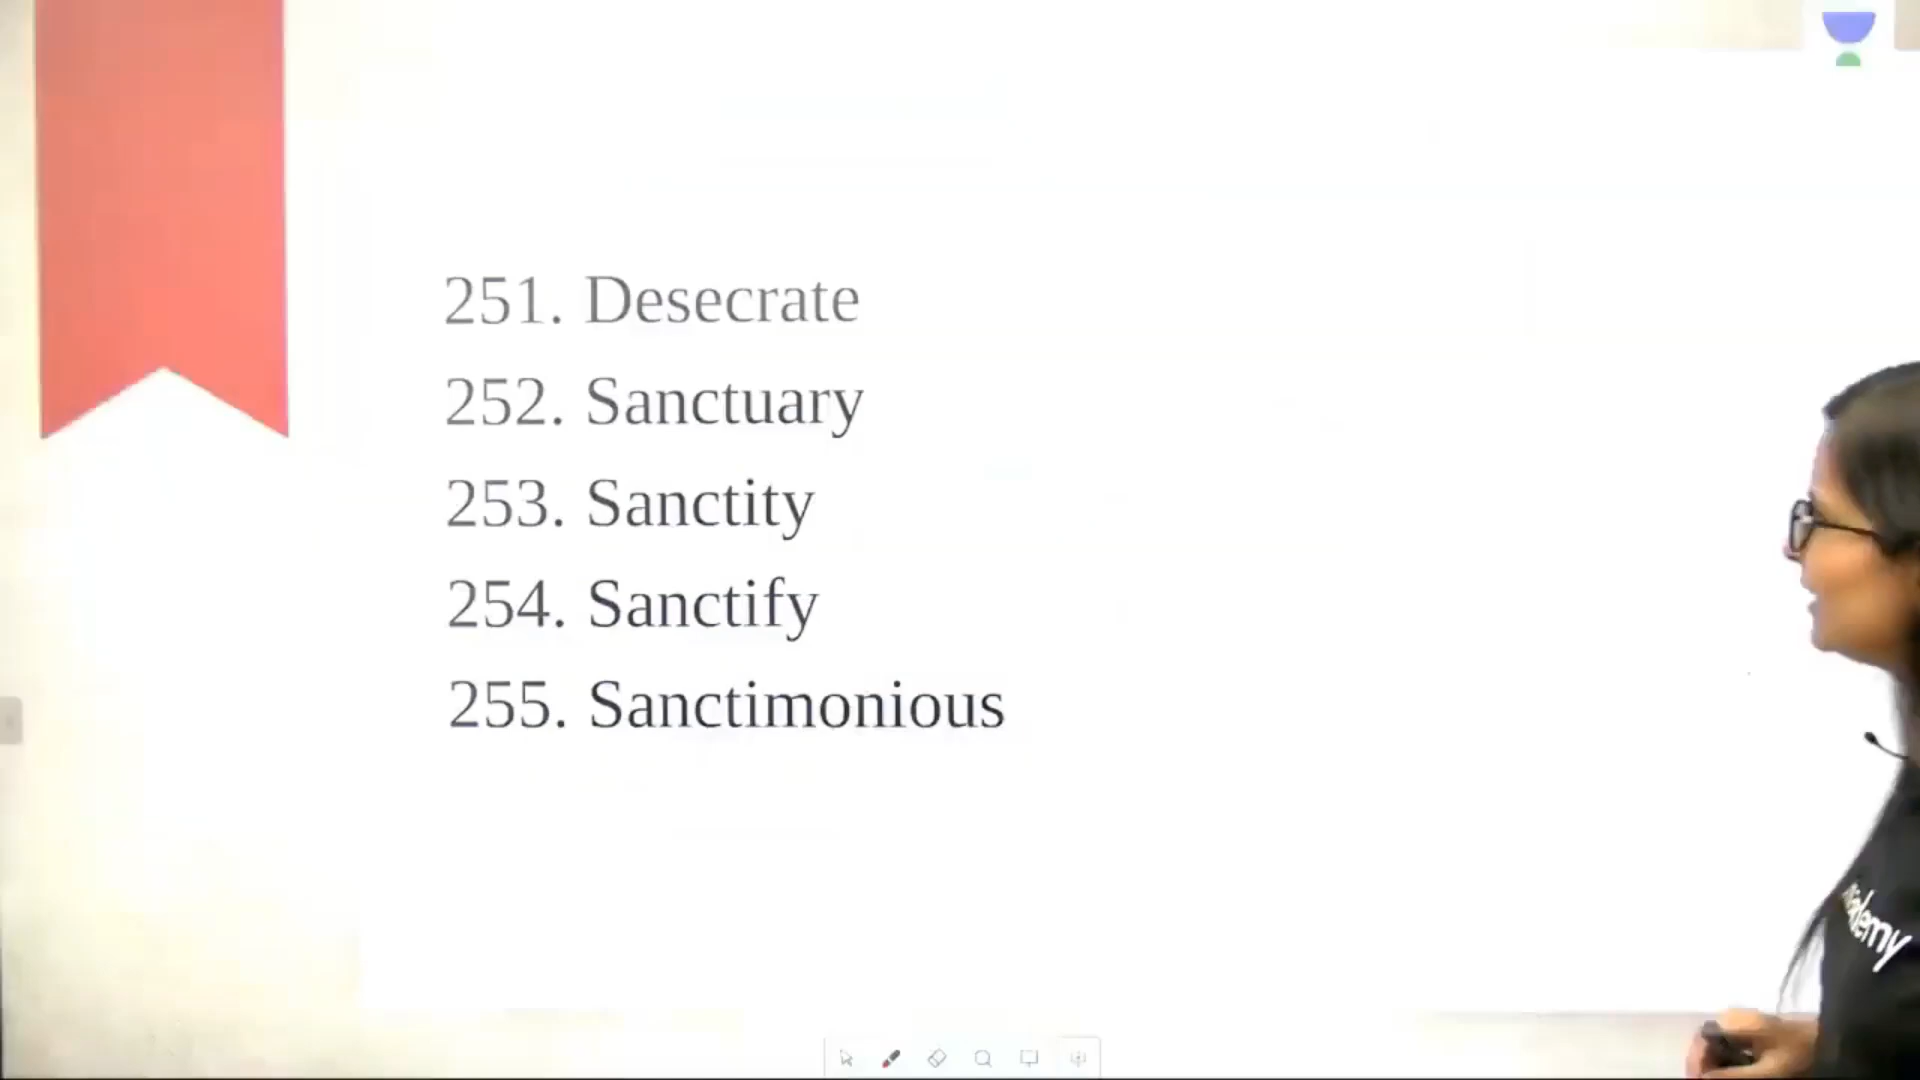 251. Desecrate
252. Sanctuary
253. Sanctity
254. Sanctify
255. Sanctimonious